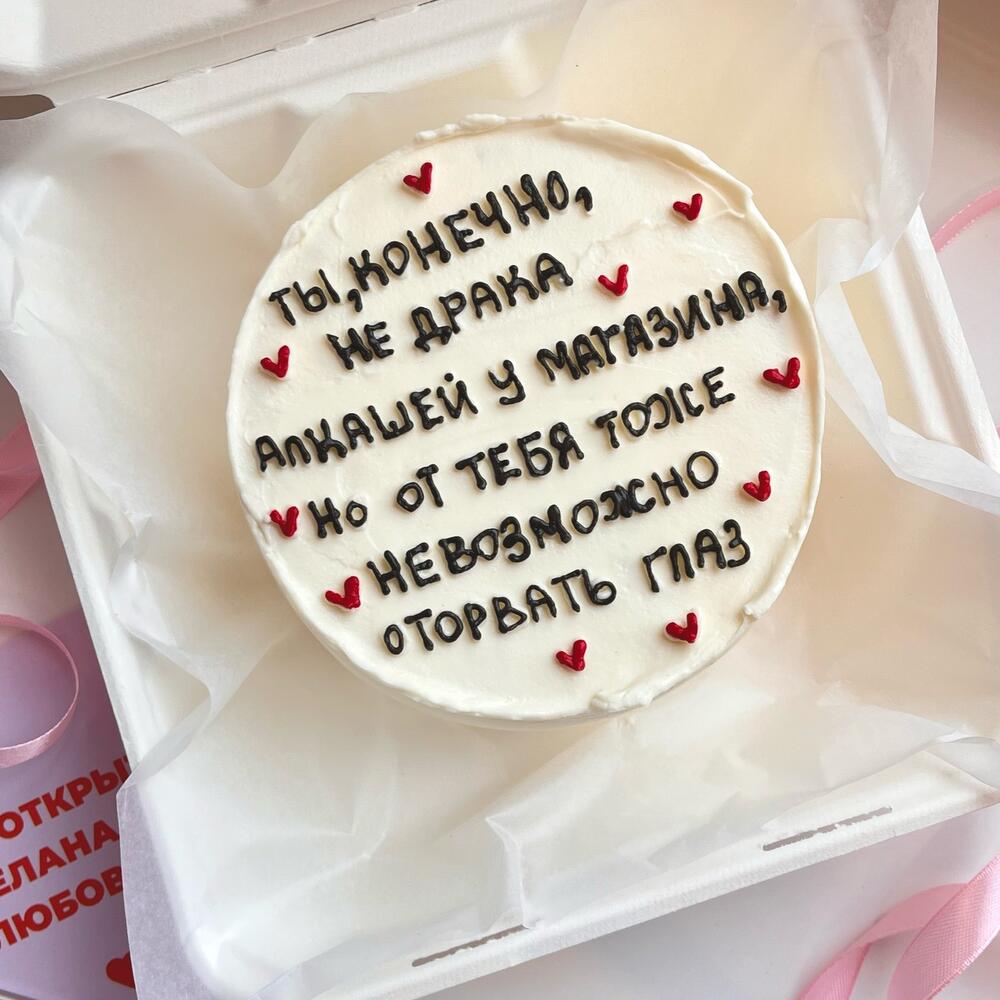 ТЫ, КОНЕЧНО,
НЕ ДРАКА
АЛКАШЕЙ У МАГАЗИНА,
НО ОТ ТЕБЯ ТОЖЕ
НЕВОЗМОЖНО
ОТОРВАТЬ ГЛАЗ